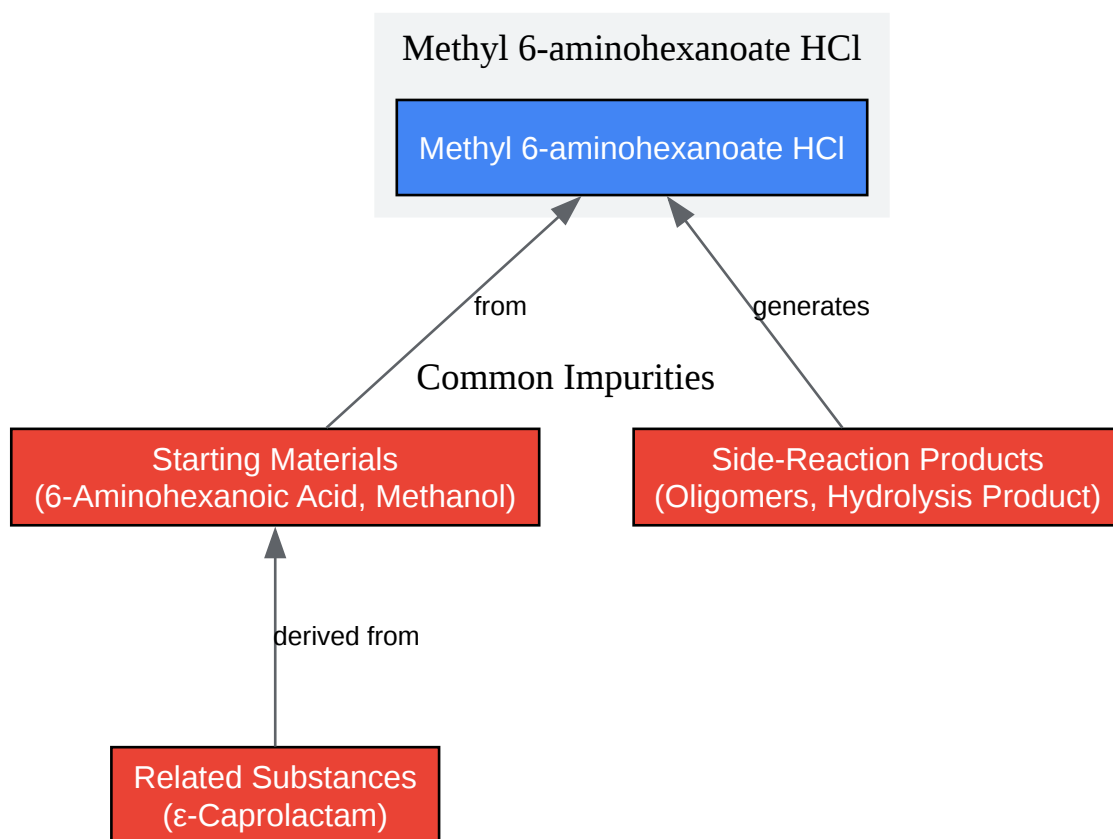 Methyl 6-aminohexanoate HCl
Methyl 6-aminohexanoate HCl
from
generates
Common Impurities
Starting Materials
(6-Aminohexanoic Acid, Methanol)
Side-Reaction Products
(Oligomers, Hydrolysis Product)
derived from
Related Substances
(ε-Caprolactam)